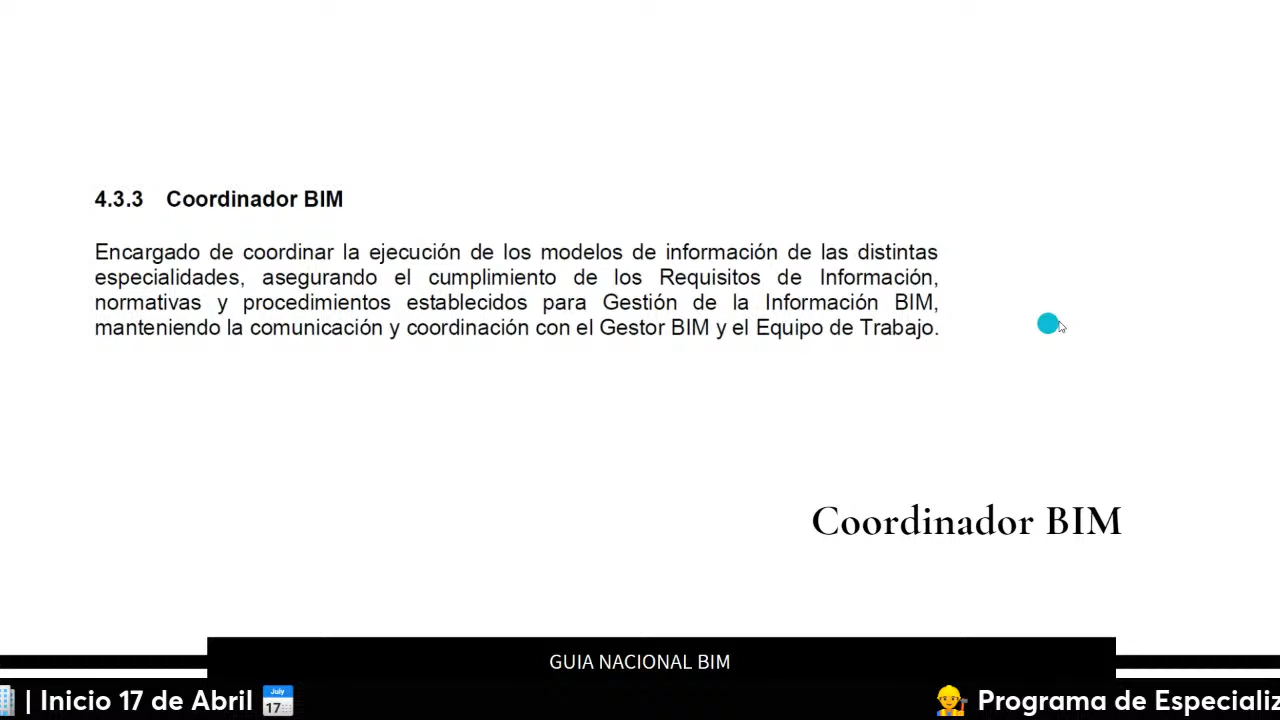 4.3.3 Coordinador BIM
Encargado de coordinar la ejecución de los modelos de información de las distintas
especialidades, asegurando el cumplimiento de los Requisitos de Información,
normativas y procedimientos establecidos para Gestión de la Información BIM,
manteniendo la comunicación y coordinación con el Gestor BIM y el Equipo de Trabajo.
Coordinador BIM
GUIA NACIONAL BIM
| Inicio 17 de Abril 📅 👷 Programa de Especializ